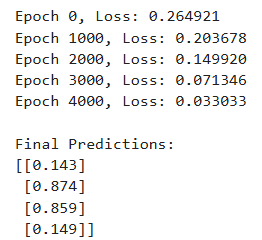 Epoch 0, Loss: 0.264921
Epoch 1000, Loss: 0.203678
Epoch 2000, Loss: 0.149920
Epoch 3000, Loss: 0.071346
Epoch 4000, Loss: 0.033033

Final Predictions:
[[0.143]
 [0.874]
 [0.859]
 [0.149]]